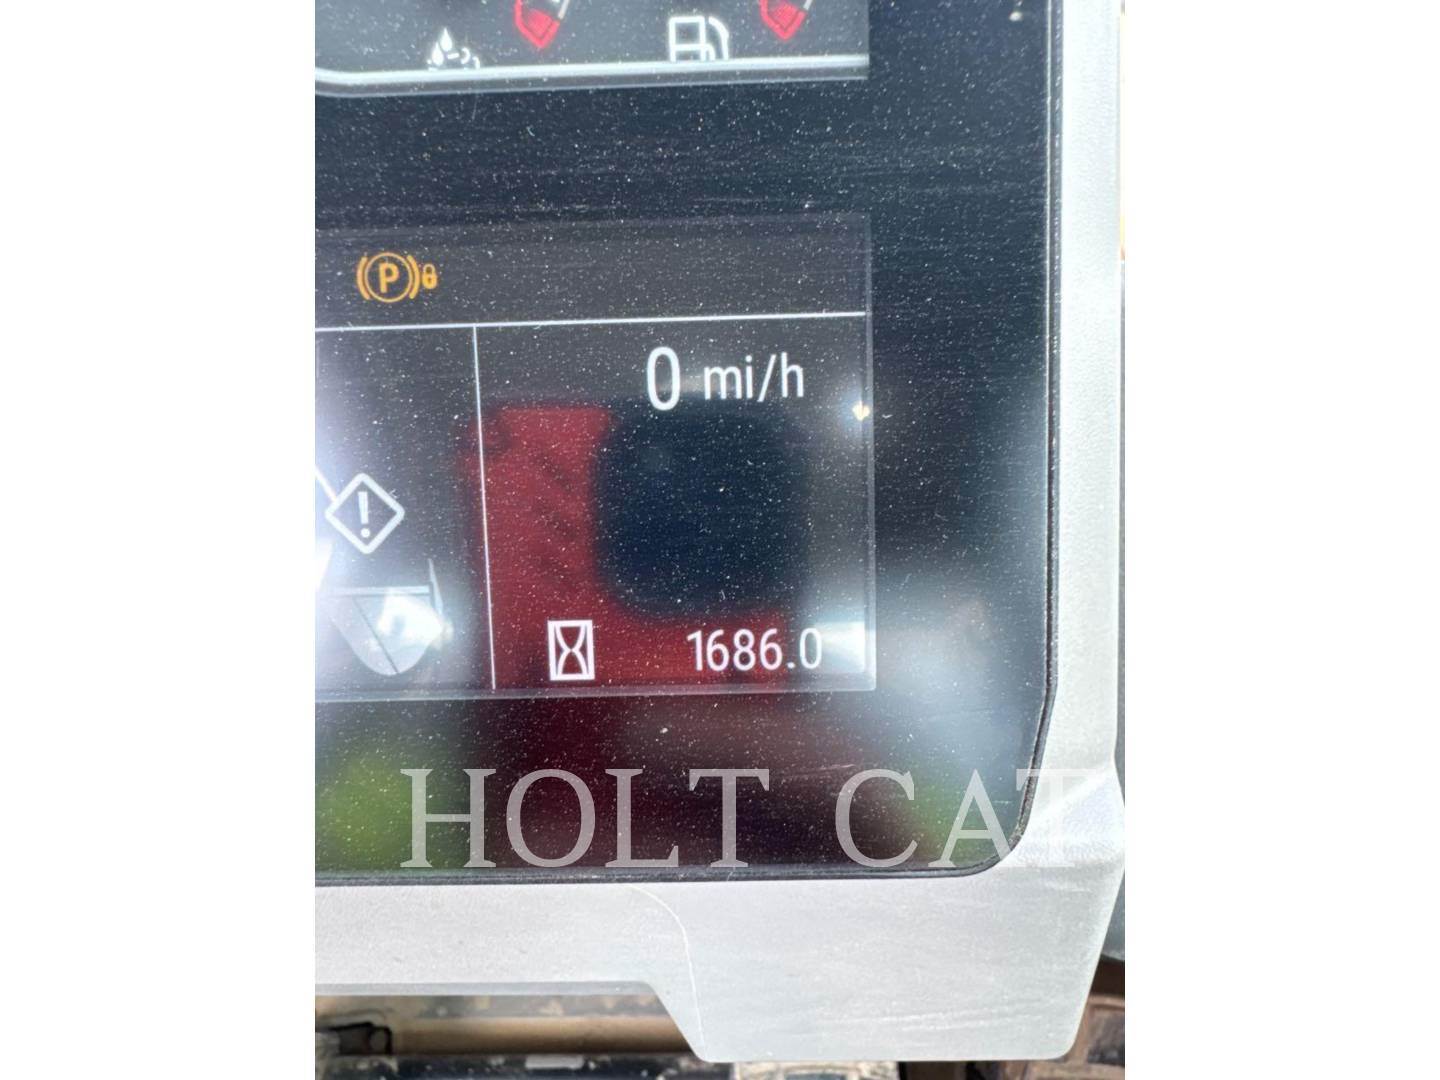 P
0 mi/h
!
1686.0
HOLT CAT